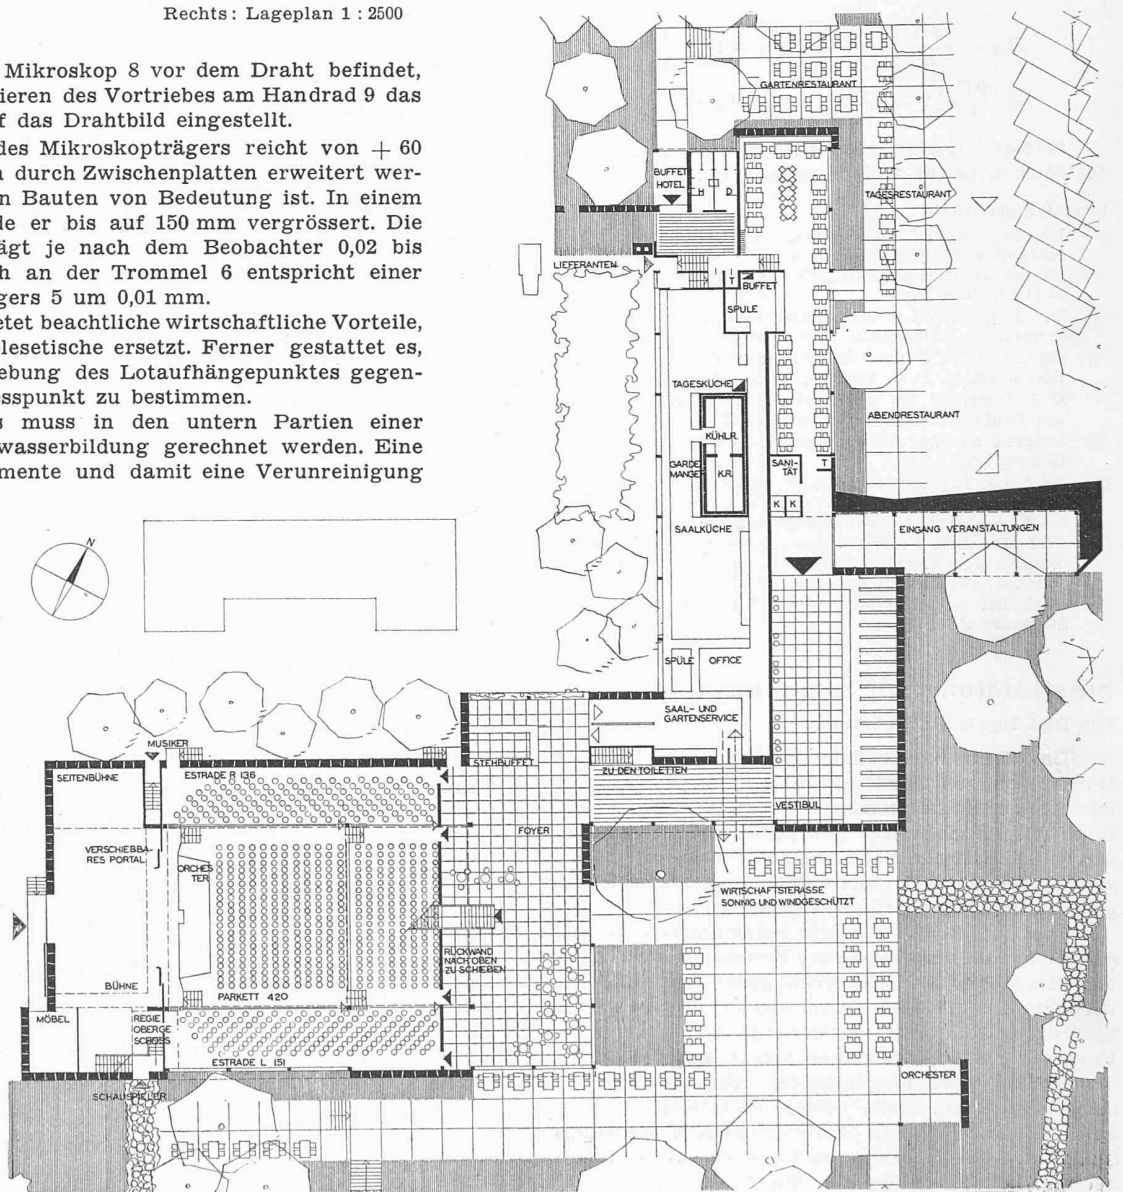 Rechts: Lageplan 1 : 2500
Mikroskop 8 vor dem Draht befindet,
ieren des Vortriebes am Handrad 9 das
f das Drahtbild eingestellt.
des Mikroskopträgers reicht von + 60
n durch Zwischenplatten erweitert wer-
n Bauten von Bedeutung ist. In einem
de er bis auf 150 mm vergrössert. Die
ägt je nach dem Beobachter 0,02 bis
h an der Trommel 6 entspricht einer
gers 5 um 0,01 mm.
etet beachtliche wirtschaftliche Vorteile,
olesetische ersetzt. Ferner gestattet es,
ebung des Lotaufhängepunktes gegen-
esspunkt zu bestimmen.
s muss in den untern Partien einer
wasserbildung gerechnet werden. Eine
mente und damit eine Verunreinigung
GARTENRESTAURANT
BUFFET
HOTEL
H D
TAGESRESTAURANT
LIEFERANTEN
I T
BUFFET
SPÜLE
TAGESKÜCHE
ABENDRESTAURANT
KÜHLR.
GARDE
MANGER
K.R.
SANI-
TÄT
T
K K
SAALKÜCHE
EINGANG VERANSTALTUNGEN
N
SPÜLE
OFFICE
SAAL- UND
GARTENSERVICE
MUSIKER
STEHBUFFET
SEITENBÜHNE
ESTRADE R 136
ZU DEN TOILETTEN
VESTIBUL
FOYER
VERSCHIEBBA-
RES PORTAL
ORCHES
TER
WIRTSCHAFTSTERASSE
SONNIG UND WINDGESCHÜTZT
RÜCKWAND
NACH OBEN
ZU SCHIEBEN
BÜHNE
PARKETT 420
MÖBEL
REGIE
OBERGE
SCHOSS
ESTRADE L 151
ORCHESTER
SCHAUSPIELER